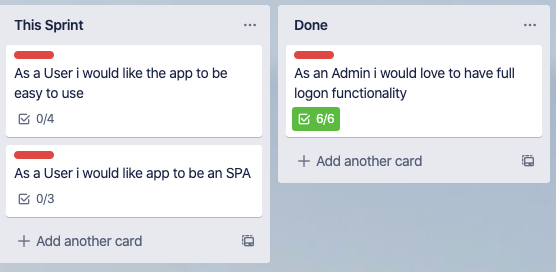 This Sprint
As a User i would like the app to be
easy to use
0/4
As a User i would like app to be an SPA
0/3
Add another card
Done
As an Admin i would love to have full
logon functionality
6/6
Add another card